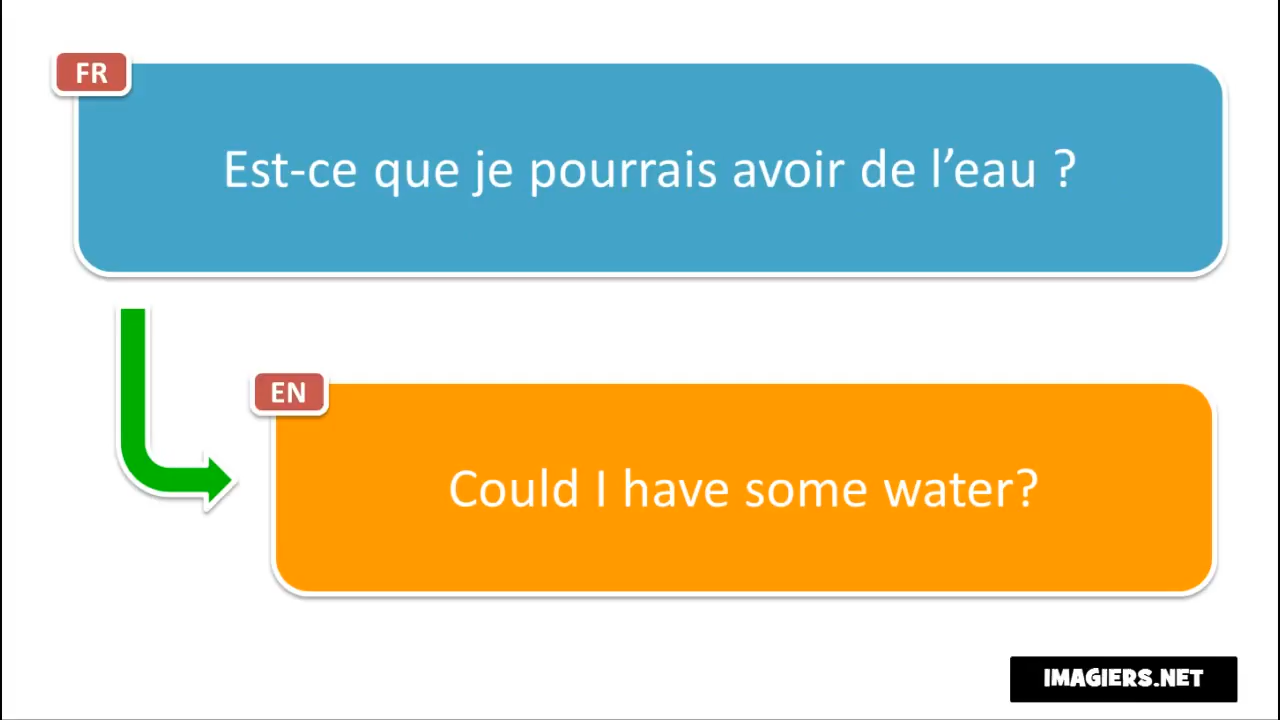 FR
Est-ce que je pourrais avoir de l’eau ?
EN
Could I have some water?
IMAGIERS.NET